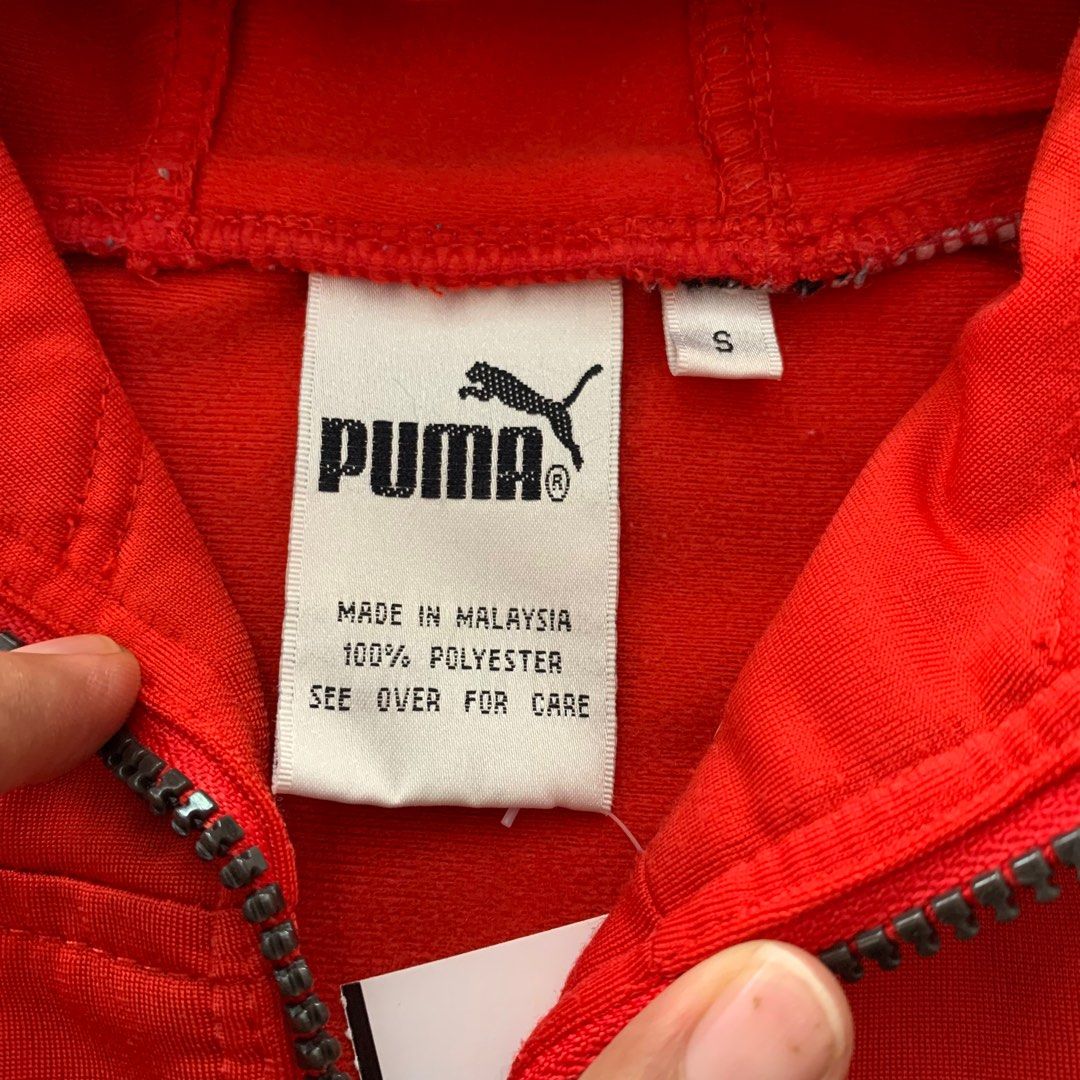 PUMA®
MADE IN MALAYSIA
100% POLYESTER
SEE OVER FOR CARE
S